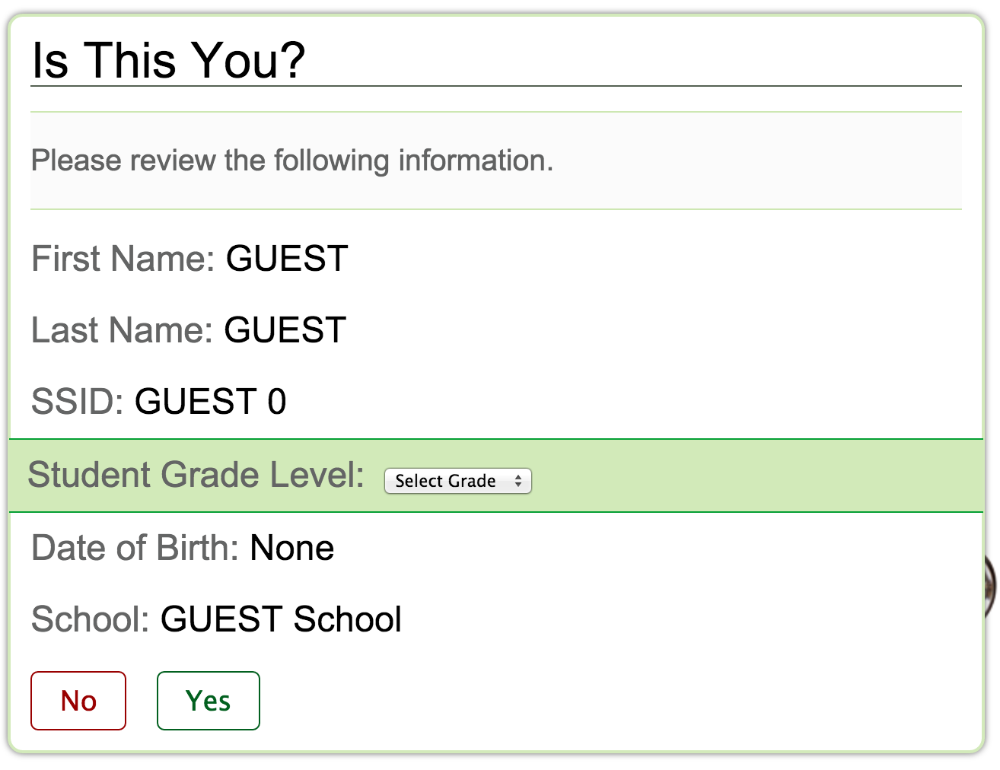 Is This You?
Please review the following information.
First Name: GUEST
Last Name: GUEST
SSID: GUEST 0
Student Grade Level: Select Grade
Date of Birth: None
School: GUEST School
No Yes